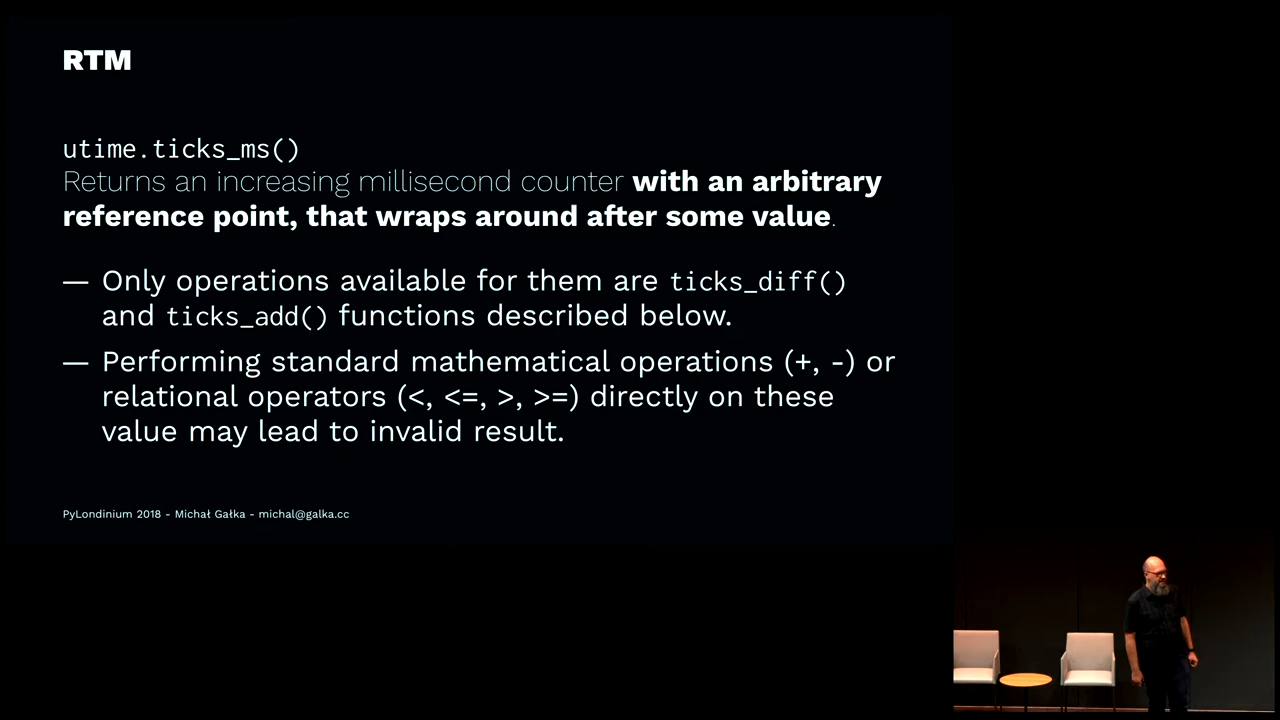 RTM
utime.ticks_ms()
Returns an increasing millisecond counter with an arbitrary
reference point, that wraps around after some value.
— Only operations available for them are ticks_diff()
and ticks_add() functions described below.
— Performing standard mathematical operations (+, -) or
relational operators (<, <=, >, >=) directly on these
value may lead to invalid result.
PyLondinium 2018 - Michał Gałka - michal@galka.cc